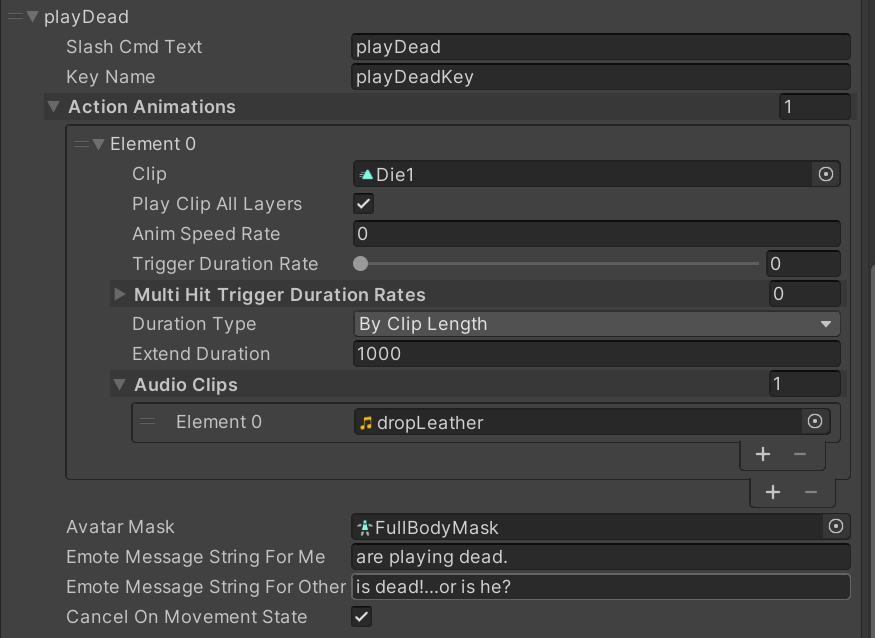 playDead
Slash Cmd Text playDead
Key Name playDeadKey
Action Animations 1
Element 0
Clip Die1
Play Clip All Layers
Anim Speed Rate 0
Trigger Duration Rate 0
Multi Hit Trigger Duration Rates 0
Duration Type By Clip Length
Extend Duration 1000
Audio Clips 1
Element 0 dropLeather
+ −
+ −
Avatar Mask FullBodyMask
Emote Message String For Me are playing dead.
Emote Message String For Other is dead!...or is he?
Cancel On Movement State